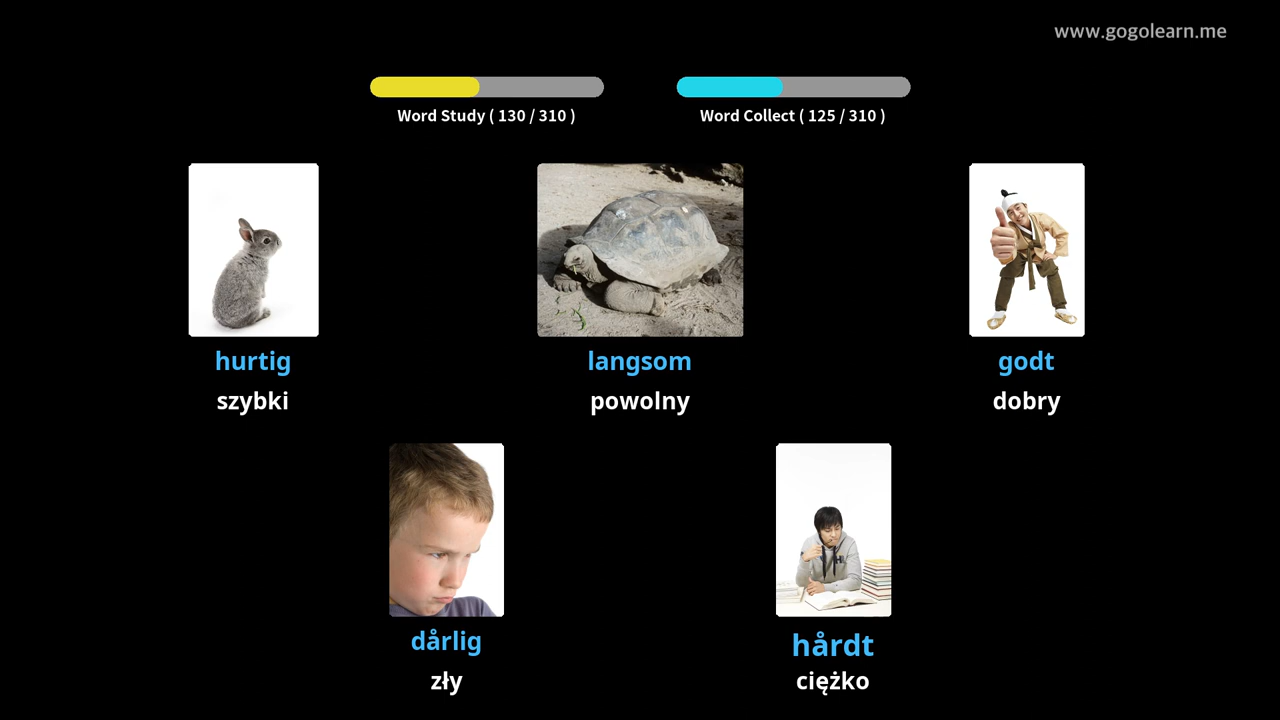 www.gogolearn.me
Word Study ( 130 / 310 )
Word Collect ( 125 / 310 )
hurtig
langsom
godt
szybki
powolny
dobry
dårlig
hårdt
zły
ciężko